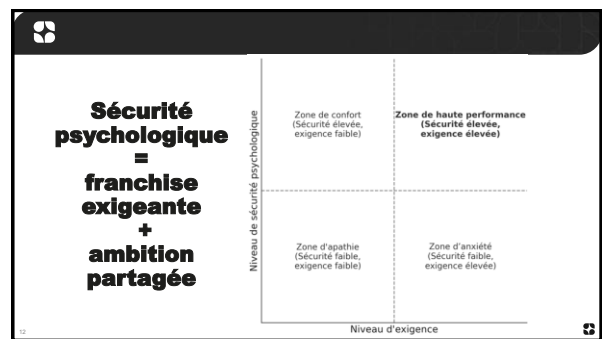 Sécurité
psychologique
=
franchise
exigeante
+
ambition
partagée
Niveau de sécurité psychologique
Zone de confort
(Sécurité élevée,
exigence faible)
Zone de haute performance
(Sécurité élevée,
exigence élevée)
Zone d'apathie
(Sécurité faible,
exigence faible)
Zone d'anxiété
(Sécurité faible,
exigence élevée)
Niveau d'exigence
12